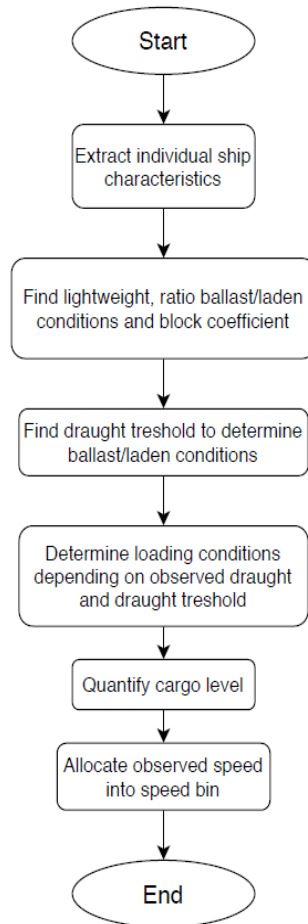 Start
Extract individual ship
characteristics
Find lightweight, ratio ballast/laden
conditions and block coefficient
Find draught treshold to determine
ballast/laden conditions
Determine loading conditions
depending on observed draught
and draught treshold
Quantify cargo level
Allocate observed speed
into speed bin
End